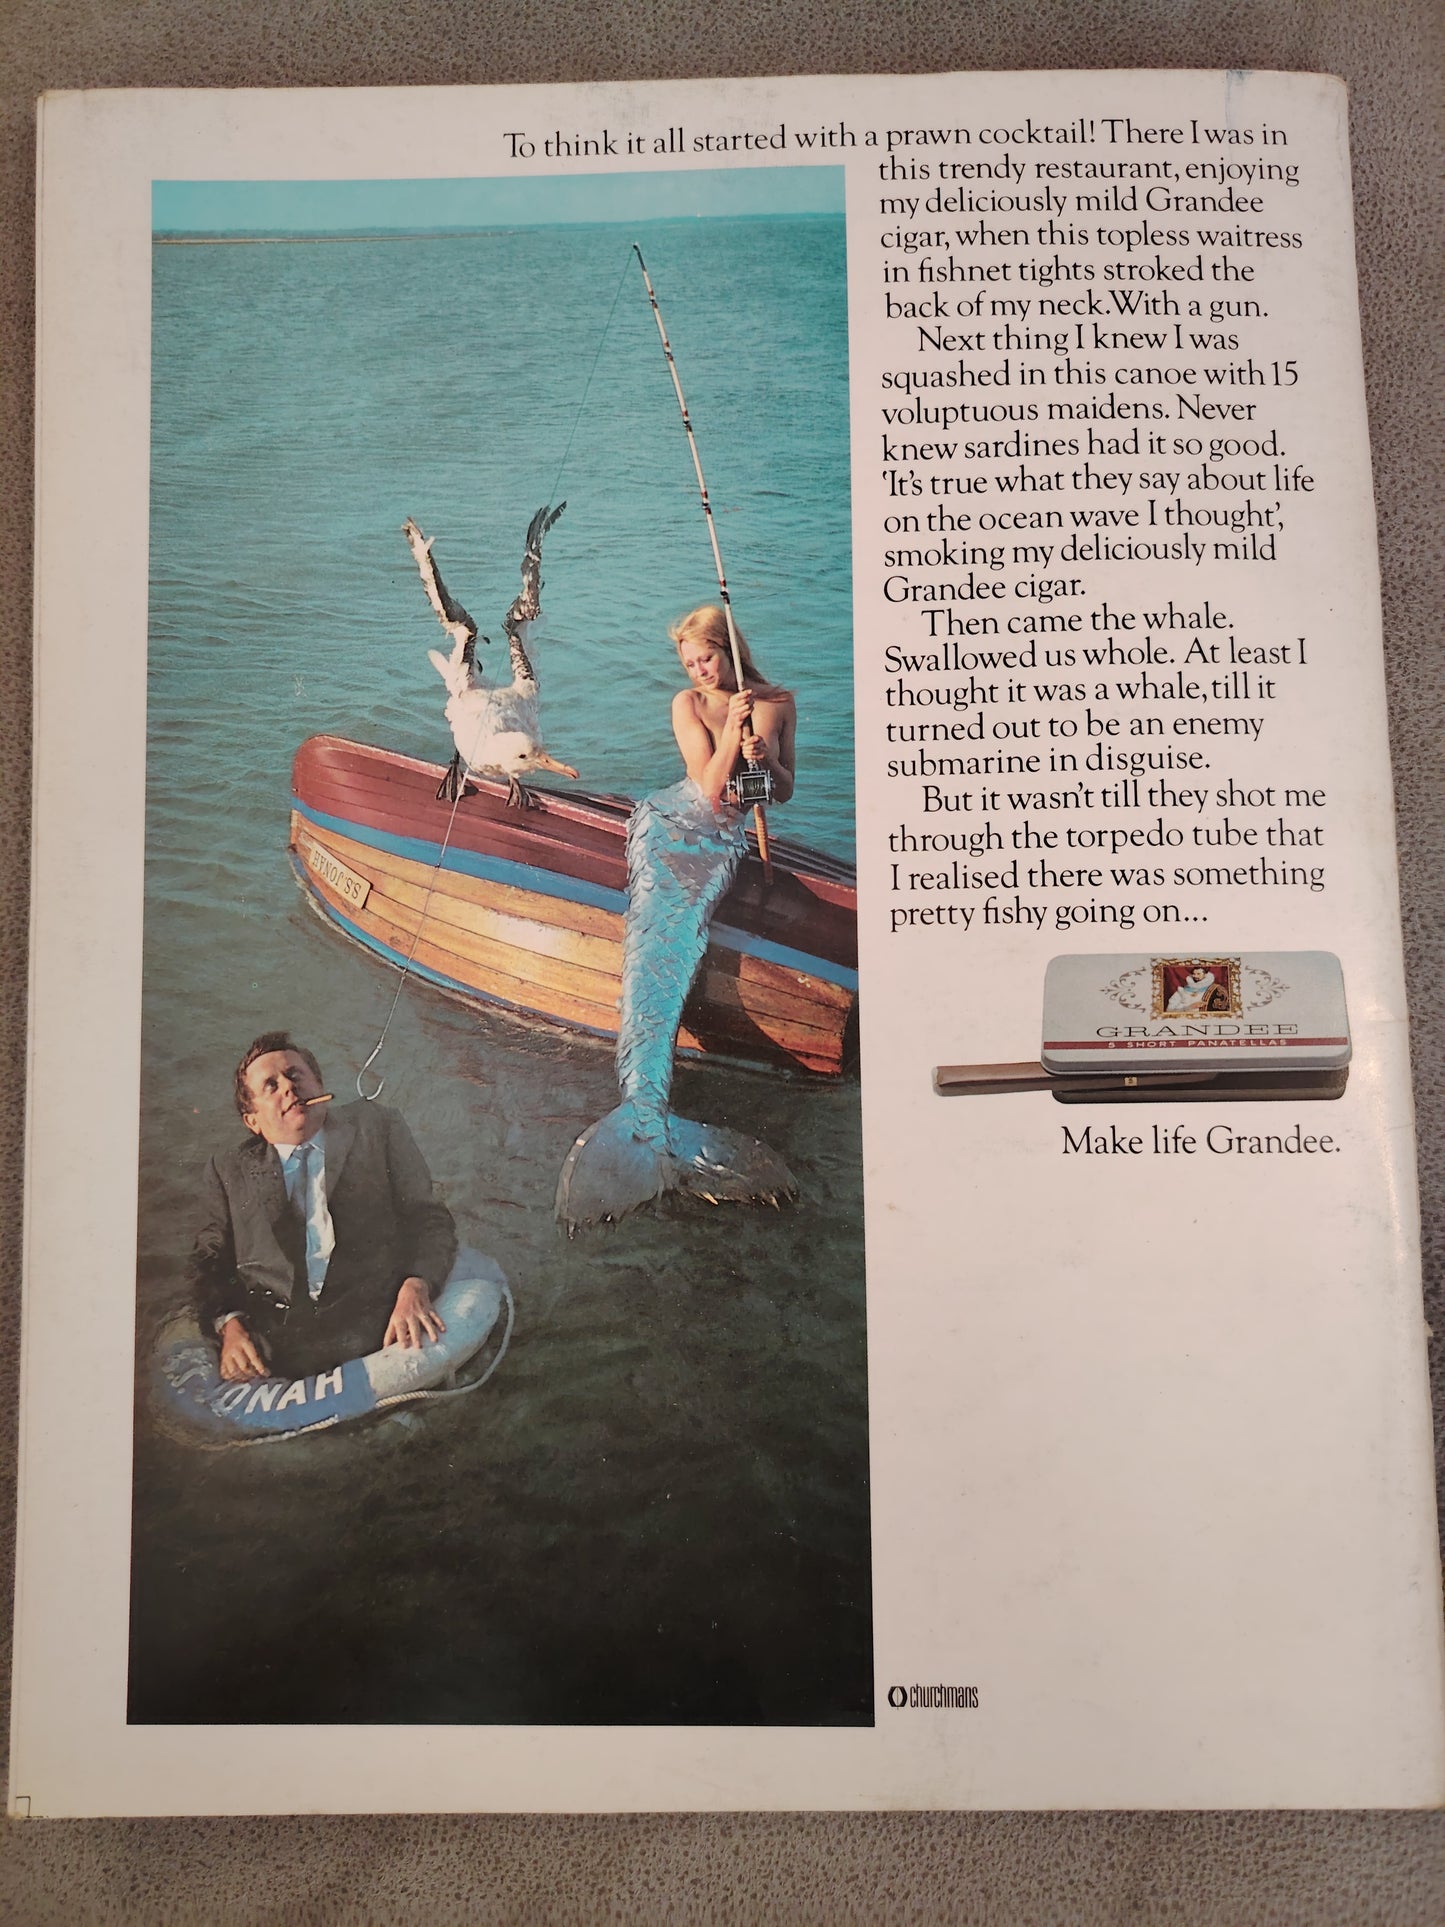 To think it all started with a prawn cocktail! There I was in
this trendy restaurant, enjoying
my deliciously mild Grandee
cigar, when this topless waitress
in fishnet tights stroked the
back of my neck. With a gun.
Next thing I knew I was
squashed in this canoe with 15
voluptuous maidens. Never
knew sardines had it so good.
‘It’s true what they say about life
on the ocean wave I thought’,
smoking my deliciously mild
Grandee cigar.
Then came the whale.
Swallowed us whole. At least I
thought it was a whale, till it
turned out to be an enemy
submarine in disguise.
But it wasn’t till they shot me
through the torpedo tube that
I realised there was something
pretty fishy going on...
S.S. JONAH
GRANDEE
5 SHORT PANATELLAS
Make life Grandee.
ONAH
churchmans